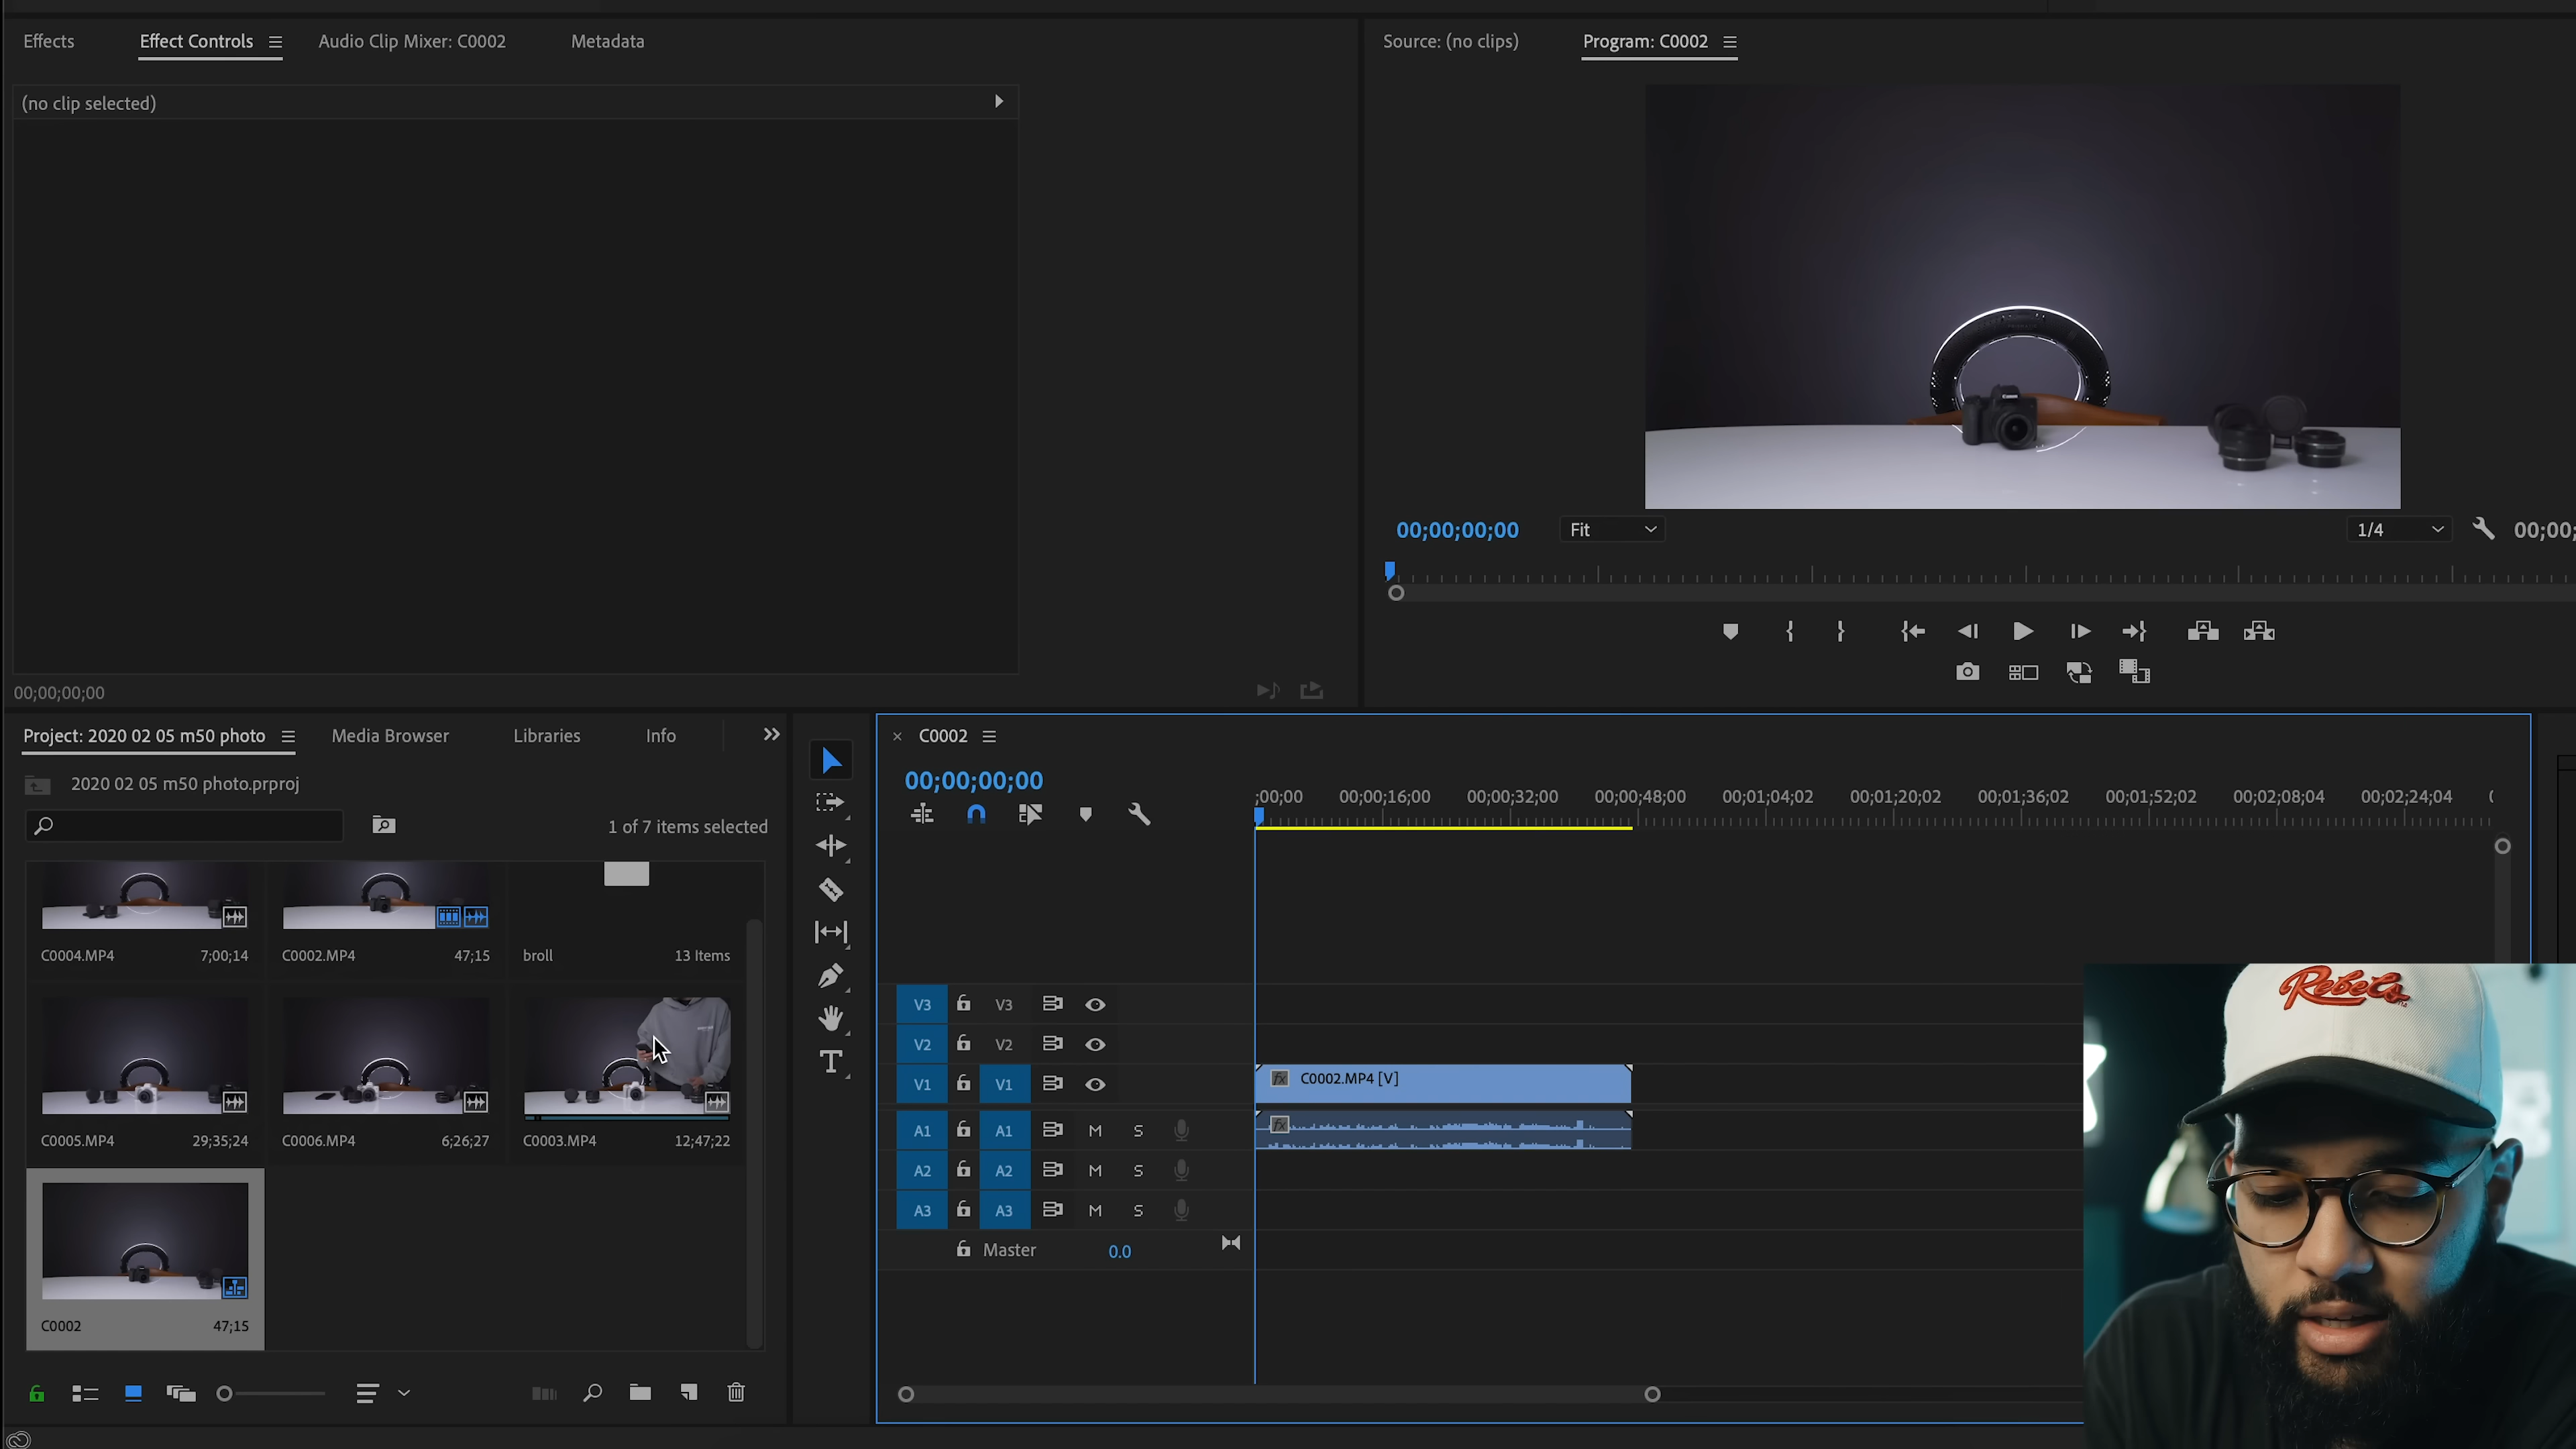 Effects Effect Controls Audio Clip Mixer: C0002 Metadata
Source: (no clips) Program: C0002
(no clip selected)
00;00;00;00 Fit 1/4 00;00;
00;00;00;00
Project: 2020 02 05 m50 photo Media Browser Libraries Info
2020 02 05 m50 photo.prproj
1 of 7 items selected
C0004.MP4 7;00;14 C0002.MP4 47;15 broll 13 Items
C0005.MP4 29;35;24 C0006.MP4 6;26;27 C0003.MP4 12;47;22
C0002 47;15
T
× C0002
00;00;00;00
;00;00 00;00;16;00 00;00;32;00 00;00;48;00 00;01;04;02 00;01;20;02 00;01;36;02 00;01;52;02 00;02;08;04 00;02;24;04
V3 V3
V2 V2
V1 V1 fx C0002.MP4 [V]
A1 A1 M S fx
A2 A2 M S
A3 A3 M S
Master 0.0
Rebels